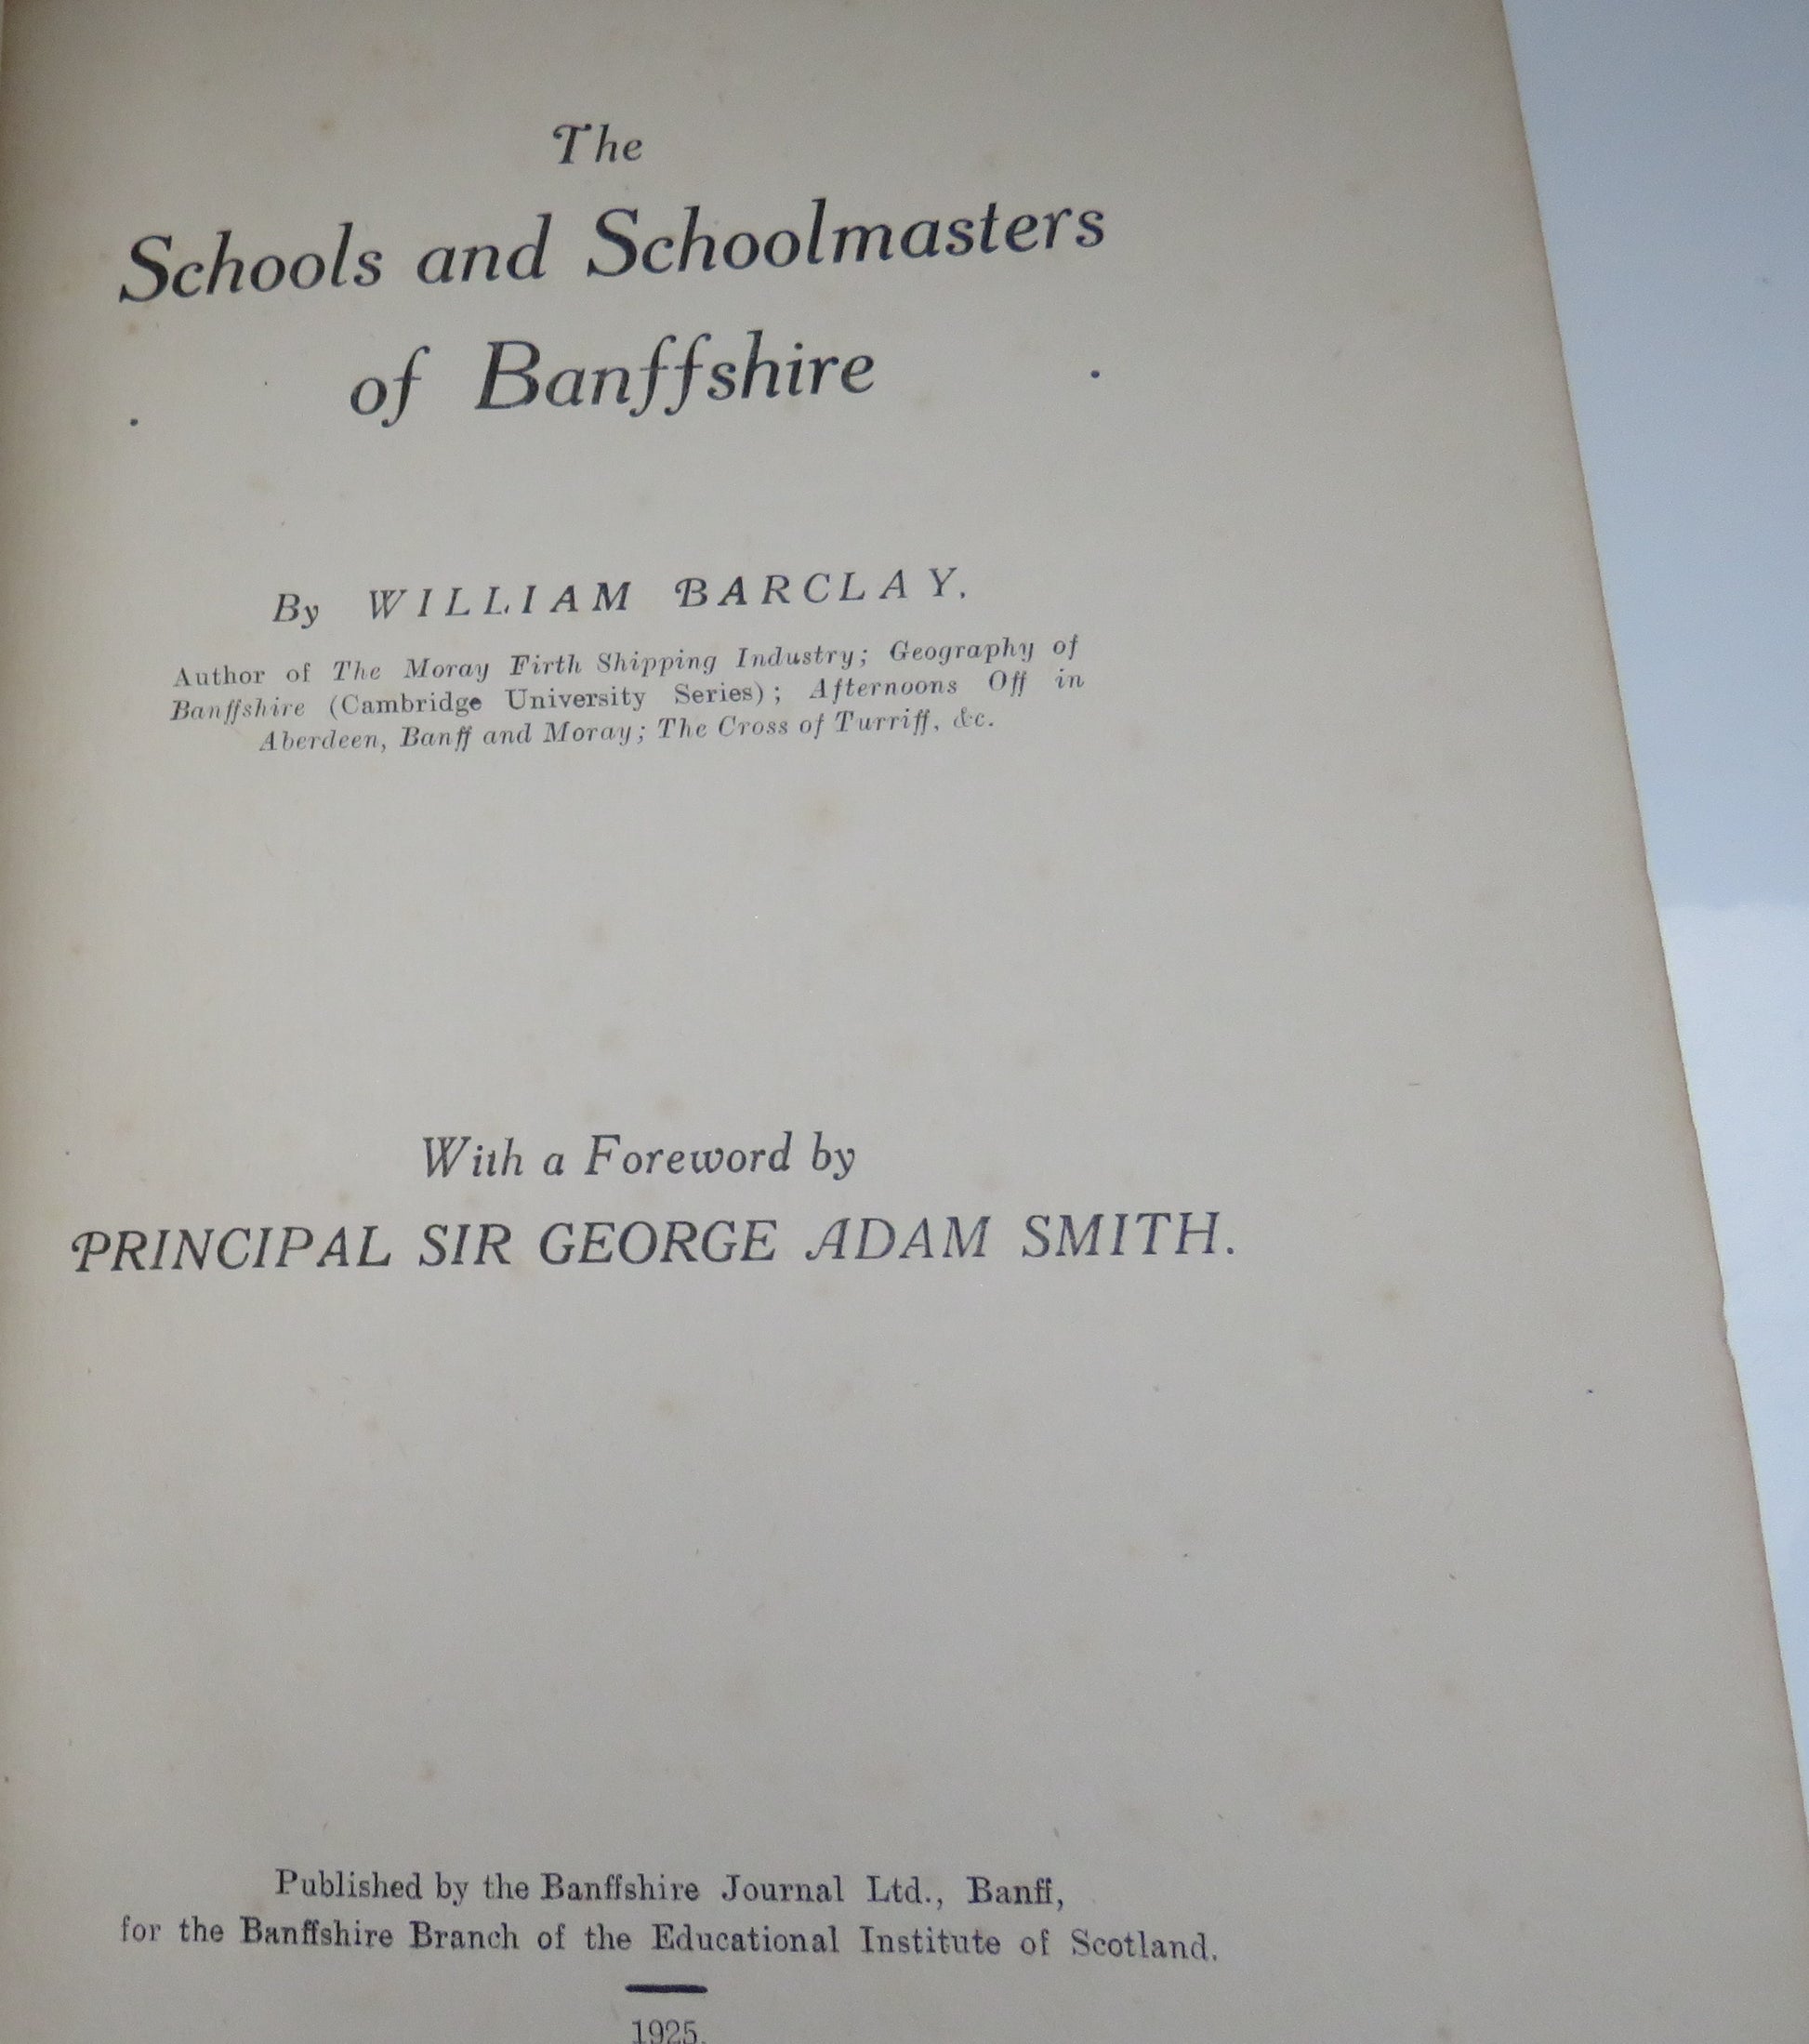 The
Schools and Schoolmasters
of Banffshire
By WILLIAM BARCLAY.
Author of The Moray Firth Shipping Industry; Geography of
Banffshire (Cambridge University Series); Afternoons Off in
Aberdeen, Banff and Moray; The Cross of Turriff, &c.
With a Foreword by
PRINCIPAL SIR GEORGE ADAM SMITH.
Published by the Banffshire Journal Ltd., Banff,
for the Banffshire Branch of the Educational Institute of Scotland.
1925.